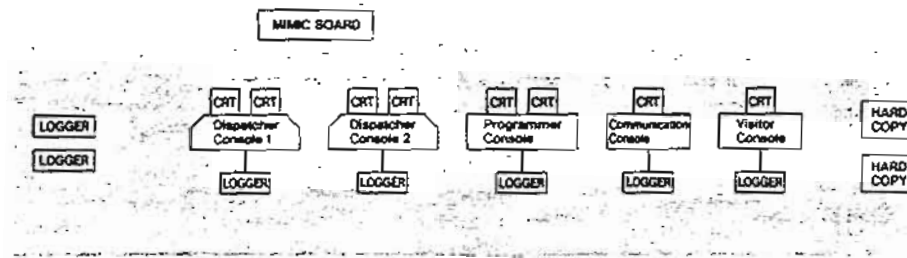 MIMIC BOARD
CRT CRT
CRT CRT
CRT CRT
CRT
CRT
LOGGER
Dispatcher
Console 1
Dispatcher
Console 2
Programmer
Console
Communication
Console
Visitor
Console
HARD
COPY
LOGGER
LOGGER
LOGGER
LOGGER
LOGGER
LOGGER
HARD
COPY